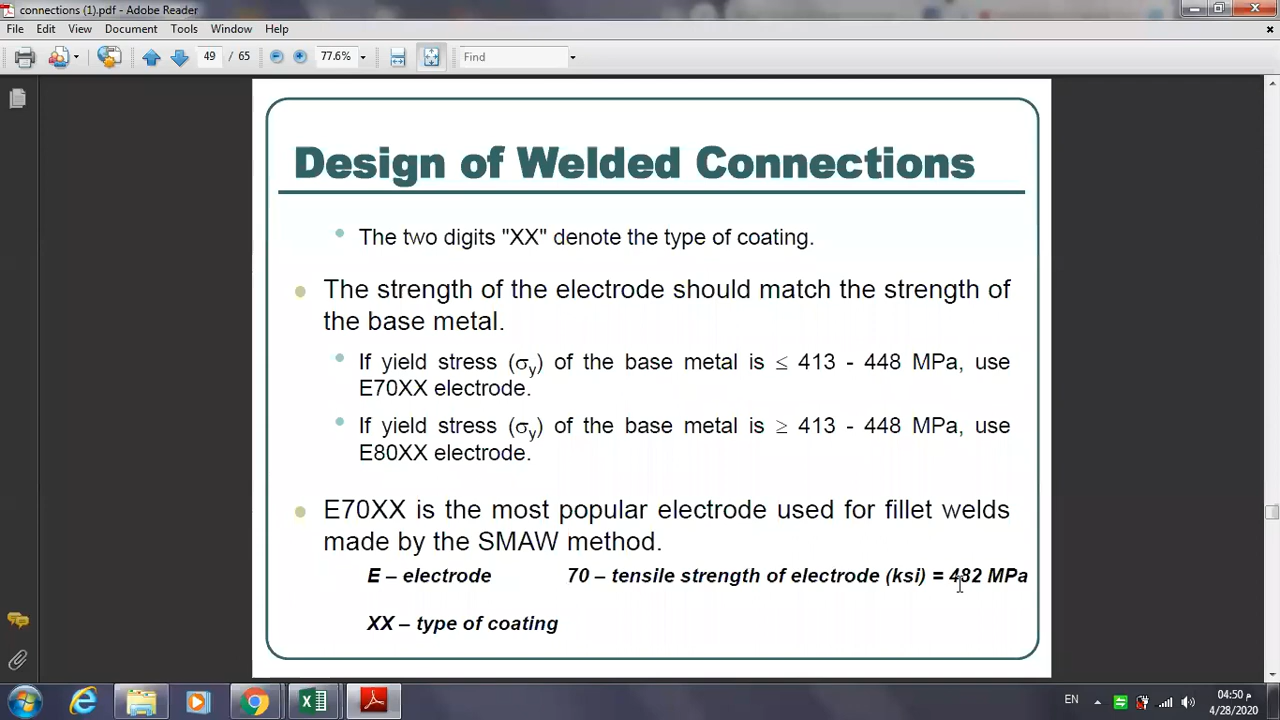 connections (1).pdf - Adobe Reader
File Edit View Document Tools Window Help
49 / 65 77.6% Find
Design of Welded Connections
• The two digits "XX" denote the type of coating.
• The strength of the electrode should match the strength of
the base metal.
• If yield stress (σy) of the base metal is ≤ 413 - 448 MPa, use
E70XX electrode.
• If yield stress (σy) of the base metal is ≥ 413 - 448 MPa, use
E80XX electrode.
• E70XX is the most popular electrode used for fillet welds
made by the SMAW method.
E – electrode 70 – tensile strength of electrode (ksi) = 482 MPa
XX – type of coating
EN 04:50 م
4/28/2020